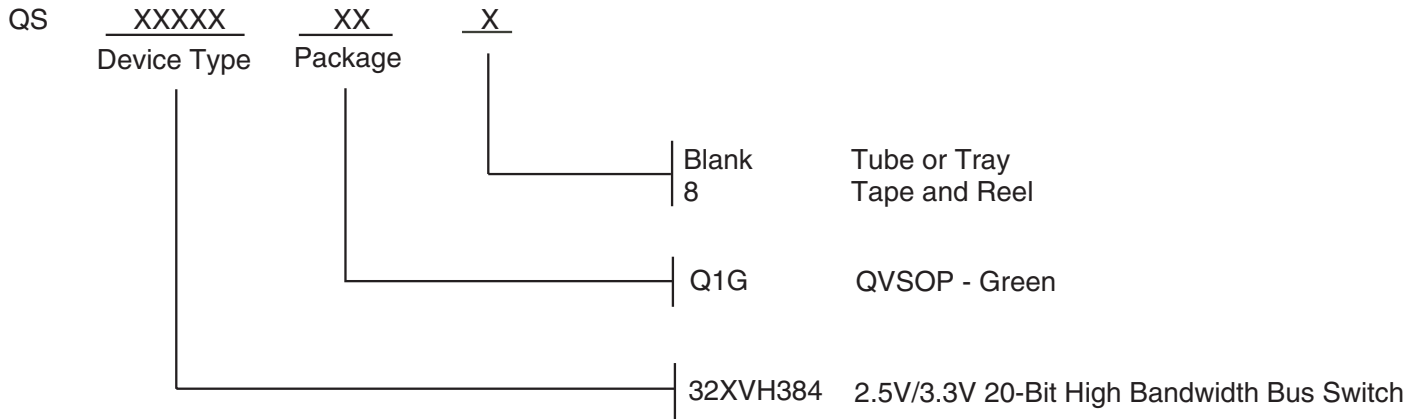 QS XXXXX XX X
Device Type Package
Blank Tube or Tray
8 Tape and Reel
Q1G QVSOP - Green
32XVH384 2.5V/3.3V 20-Bit High Bandwidth Bus Switch